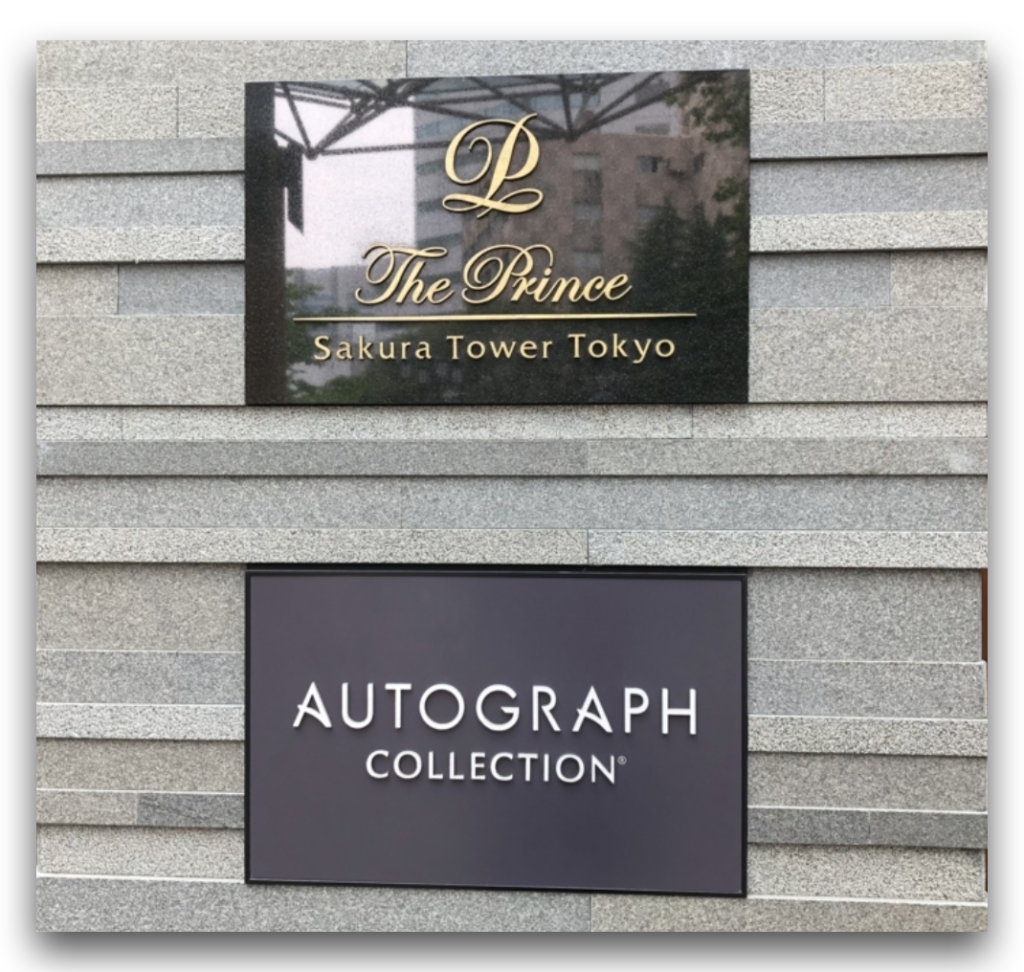 The Prince
Sakura Tower Tokyo
AUTOGRAPH
COLLECTION®